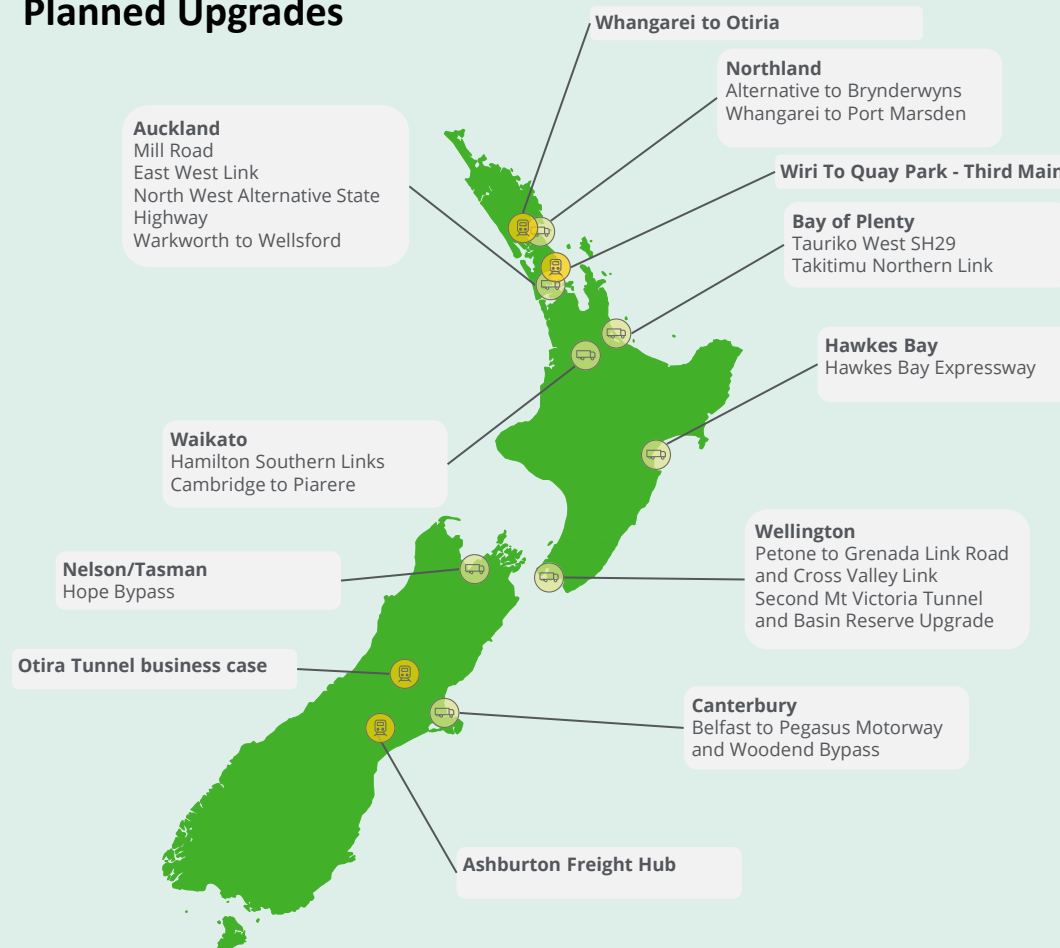 Planned Upgrades
Whangarei to Otiria
Northland
Alternative to Brynderwyns
Whangarei to Port Marsden
Auckland
Mill Road
East West Link
North West Alternative State
Highway
Warkworth to Wellsford
Wiri To Quay Park - Third Main
Bay of Plenty
Tauriko West SH29
Takitimu Northern Link
Hawkes Bay
Hawkes Bay Expressway
Waikato
Hamilton Southern Links
Cambridge to Piarere
Wellington
Petone to Grenada Link Road
and Cross Valley Link
Second Mt Victoria Tunnel
and Basin Reserve Upgrade
Nelson/Tasman
Hope Bypass
Otira Tunnel business case
Canterbury
Belfast to Pegasus Motorway
and Woodend Bypass
Ashburton Freight Hub